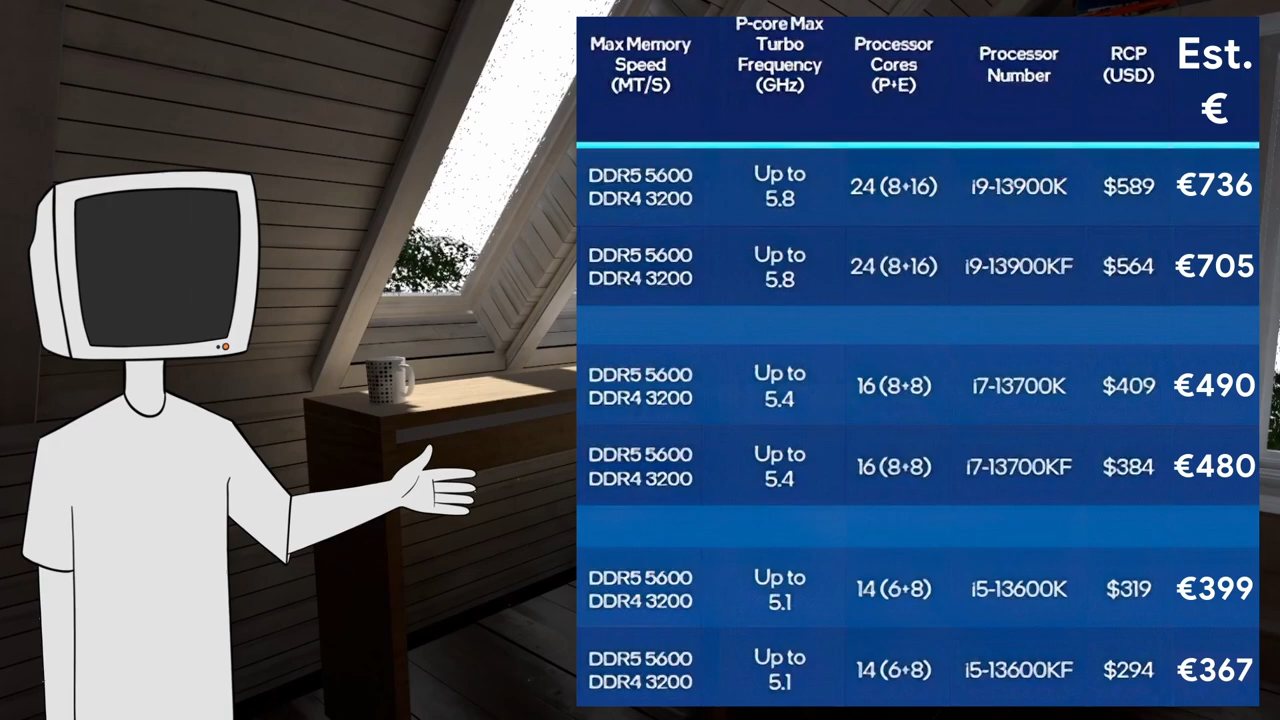 Max Memory
Speed
(MT/S)
P-core Max
Turbo
Frequency
(GHz)
Processor
Cores
(P+E)
Processor
Number
RCP
(USD)
Est.
€
DDR5 5600
DDR4 3200
Up to
5.8
24 (8+16)
i9-13900K
$589
€736
DDR5 5600
DDR4 3200
Up to
5.8
24 (8+16)
i9-13900KF
$564
€705
DDR5 5600
DDR4 3200
Up to
5.4
16 (8+8)
i7-13700K
$409
€490
DDR5 5600
DDR4 3200
Up to
5.4
16 (8+8)
i7-13700KF
$384
€480
DDR5 5600
DDR4 3200
Up to
5.1
14 (6+8)
i5-13600K
$319
€399
DDR5 5600
DDR4 3200
Up to
5.1
14 (6+8)
i5-13600KF
$294
€367